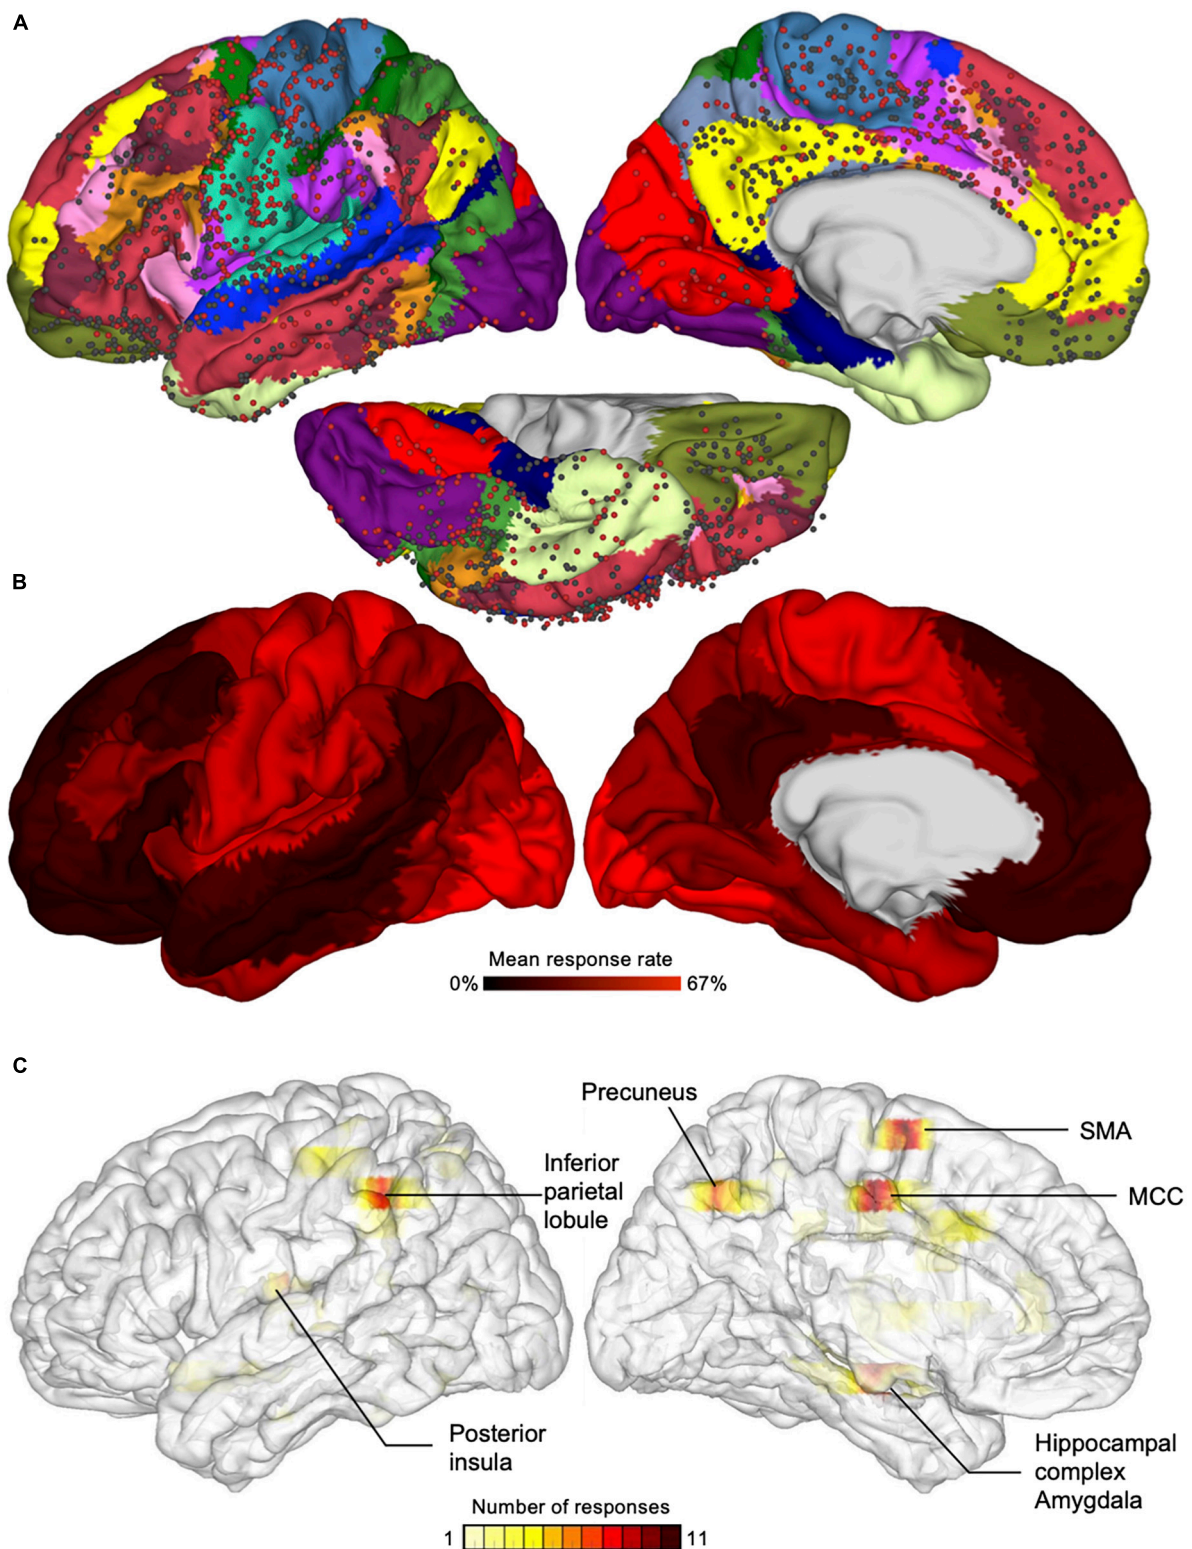 A
B
Mean response rate
0% 67%
C
Precuneus
SMA
Inferior
parietal
lobule
MCC
Posterior
insula
Hippocampal
complex
Amygdala
Number of responses
1 11